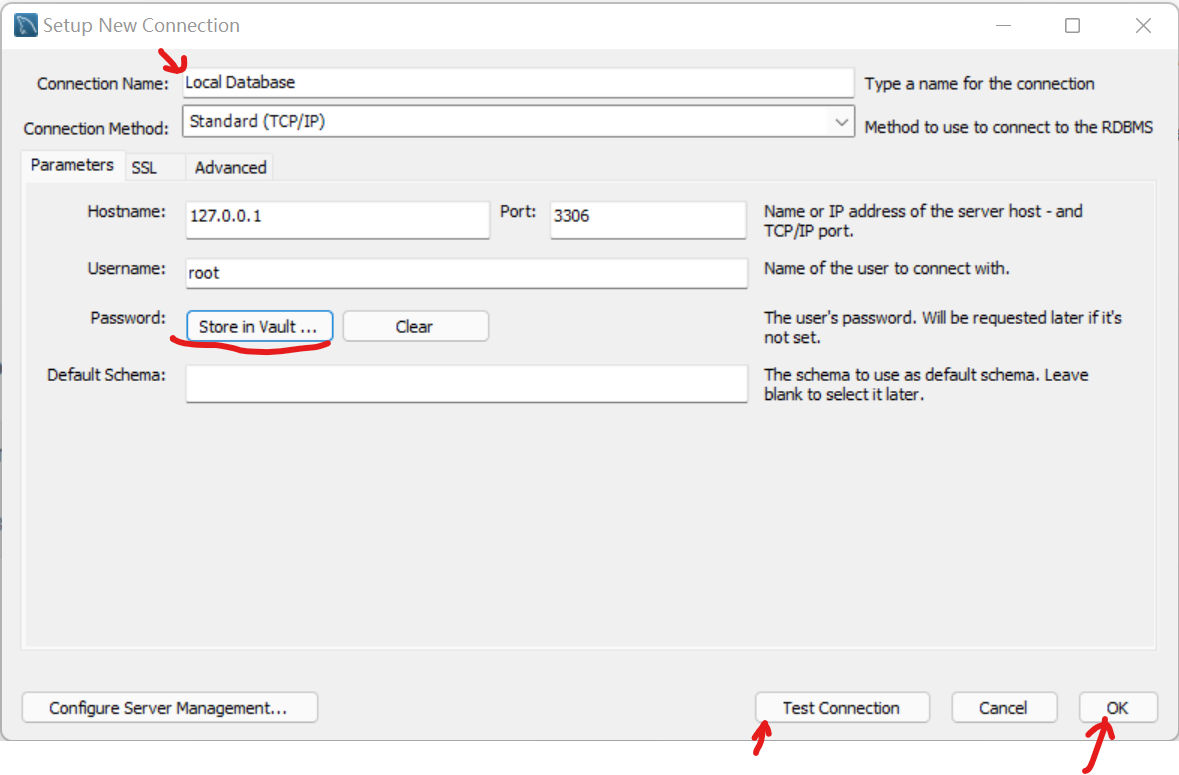 Setup New Connection
Connection Name: Local Database Type a name for the connection
Connection Method: Standard (TCP/IP) Method to use to connect to the RDBMS
Parameters SSL Advanced
Hostname: 127.0.0.1 Port: 3306 Name or IP address of the server host - and
TCP/IP port.
Username: root Name of the user to connect with.
Password: Store in Vault ... Clear The user's password. Will be requested later if it's
not set.
Default Schema: The schema to use as default schema. Leave
blank to select it later.
Configure Server Management... Test Connection Cancel OK